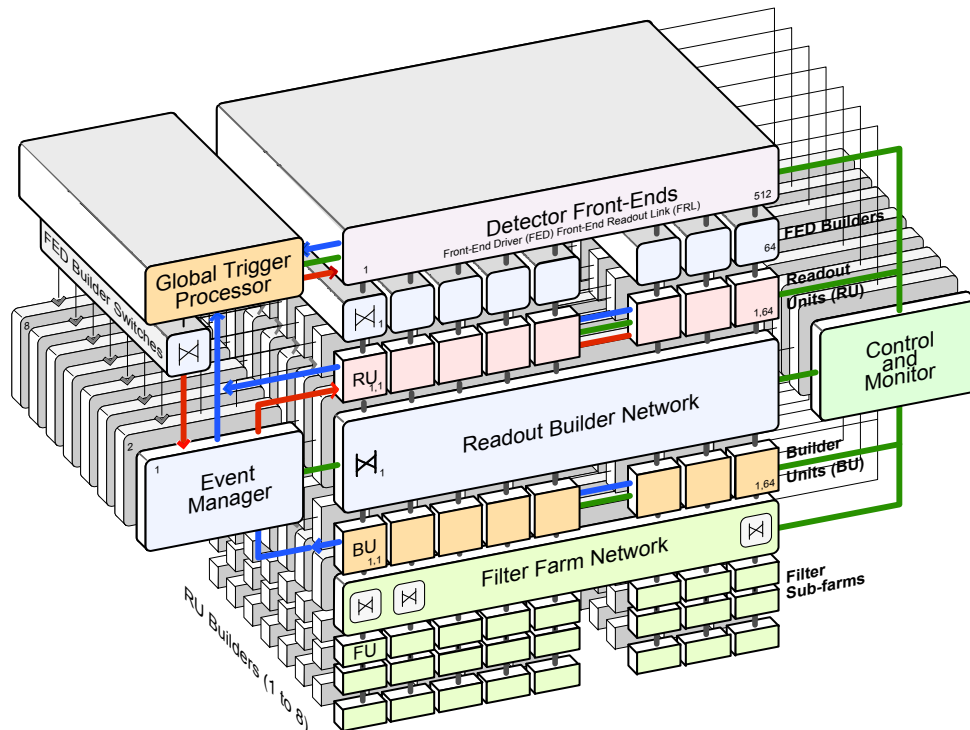 512
Detector Front-Ends
Front-End Driver (FED) Front-End Readout Link (FRL)
1
FED Builders
64
FED Builder Switches
Global Trigger
Processor
1
Readout
Units (RU)
1,64
RU
1,1
8
2
Control
and
Monitor
Readout Builder Network
1
1
Event
Manager
Builder
Units (BU)
1,64
BU
1,1
Filter Farm Network
Filter
Sub-farms
FU
RU Builders (1 to 8)